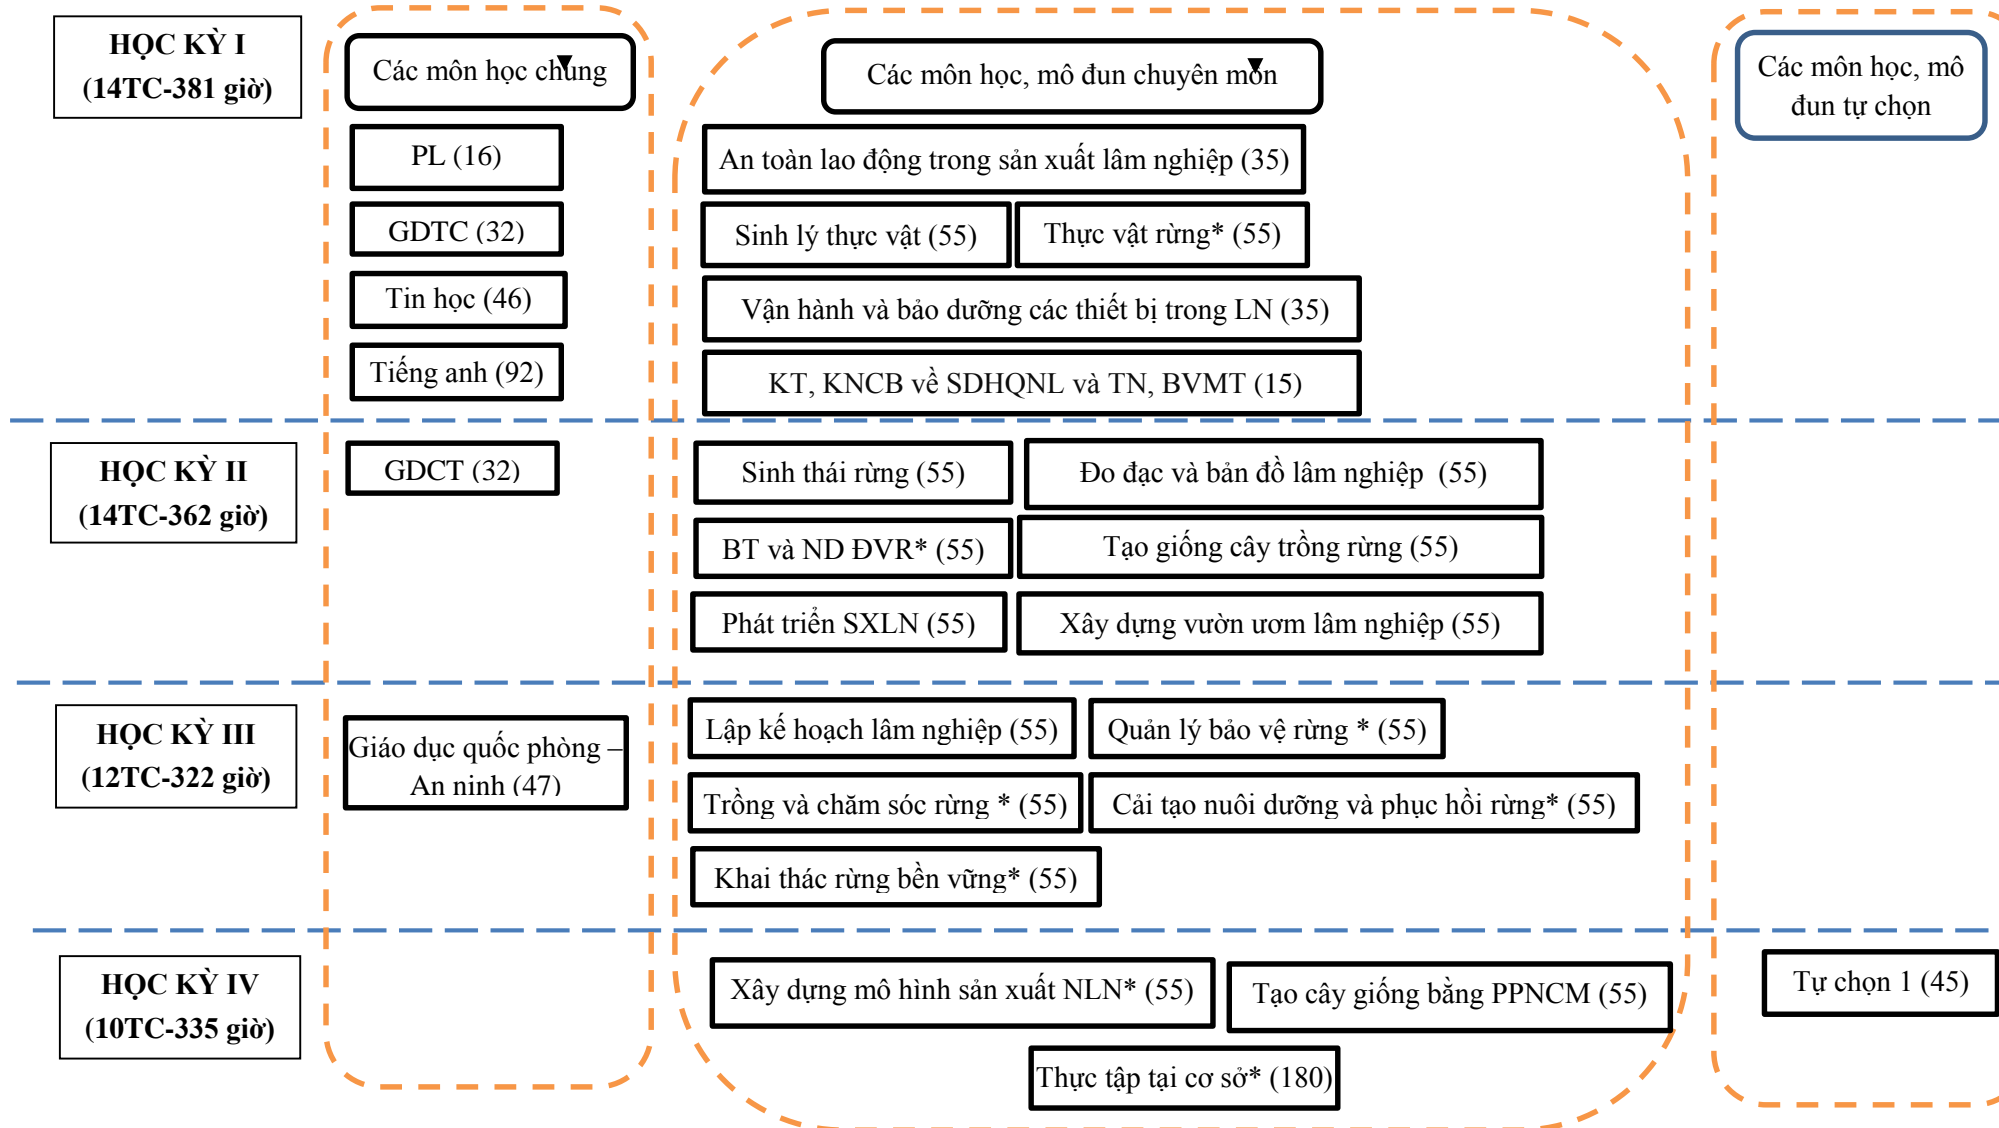 HỌC KỲ I
(14TC-381 giờ)
Các môn học chung
Các môn học, mô đun chuyên môn
Các môn học, mô
đun tự chọn
PL (16)
An toàn lao động trong sản xuất lâm nghiệp (35)
GDTC (32)
Sinh lý thực vật (55)
Thực vật rừng* (55)
Tin học (46)
Vận hành và bảo dưỡng các thiết bị trong LN (35)
Tiếng anh (92)
KT, KNCB về SDHQNL và TN, BVMT (15)
HỌC KỲ II
(14TC-362 giờ)
GDCT (32)
Sinh thái rừng (55)
Đo đạc và bản đồ lâm nghiệp (55)
BT và ND ĐVR* (55)
Tạo giống cây trồng rừng (55)
Phát triển SXLN (55)
Xây dựng vườn ươm lâm nghiệp (55)
HỌC KỲ III
(12TC-322 giờ)
Giáo dục quốc phòng –
An ninh (47)
Lập kế hoạch lâm nghiệp (55)
Quản lý bảo vệ rừng * (55)
Trồng và chăm sóc rừng * (55)
Cải tạo nuôi dưỡng và phục hồi rừng* (55)
Khai thác rừng bền vững* (55)
HỌC KỲ IV
(10TC-335 giờ)
Xây dựng mô hình sản xuất NLN* (55)
Tạo cây giống bằng PPNCM (55)
Tự chọn 1 (45)
Thực tập tại cơ sở* (180)